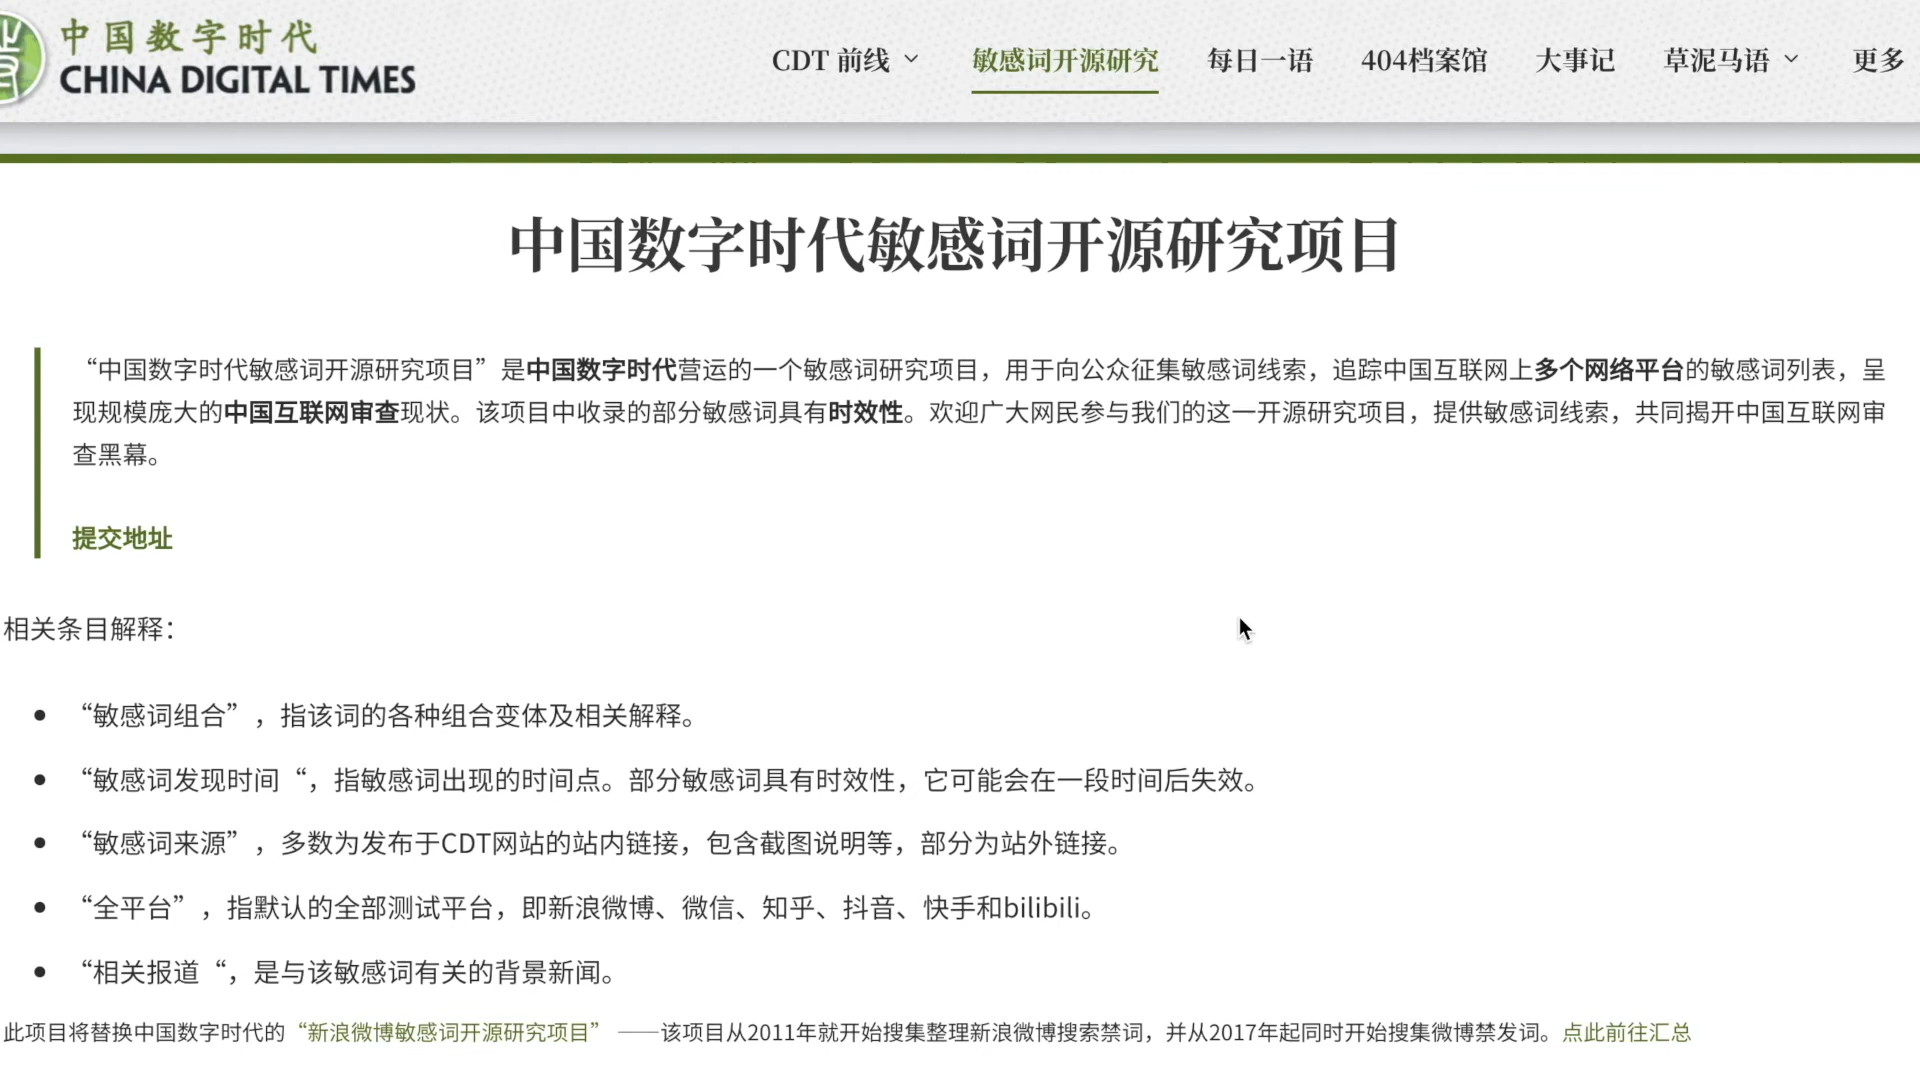 中国数字时代
CHINA DIGITAL TIMES
CDT 前线 敏感词开源研究 每日一语 404档案馆 大事记 草泥马语 更多
中国数字时代敏感词开源研究项目
“中国数字时代敏感词开源研究项目”是中国数字时代营运的一个敏感词研究项目，用于向公众征集敏感词线索，追踪中国互联网上多个网络平台的敏感词列表，呈
现规模庞大的中国互联网审查现状。该项目中收录的部分敏感词具有时效性。欢迎广大网民参与我们的这一开源研究项目，提供敏感词线索，共同揭开中国互联网审
查黑幕。
提交地址
相关条目解释：
“敏感词组合”，指该词的各种组合变体及相关解释。
“敏感词发现时间“，指敏感词出现的时间点。部分敏感词具有时效性，它可能会在一段时间后失效。
“敏感词来源”，多数为发布于CDT网站的站内链接，包含截图说明等，部分为站外链接。
“全平台”，指默认的全部测试平台，即新浪微博、微信、知乎、抖音、快手和bilibili。
“相关报道“，是与该敏感词有关的背景新闻。
此项目将替换中国数字时代的“新浪微博敏感词开源研究项目” ——该项目从2011年就开始搜集整理新浪微博搜索禁词，并从2017年起同时开始搜集微博禁发词。点此前往汇总